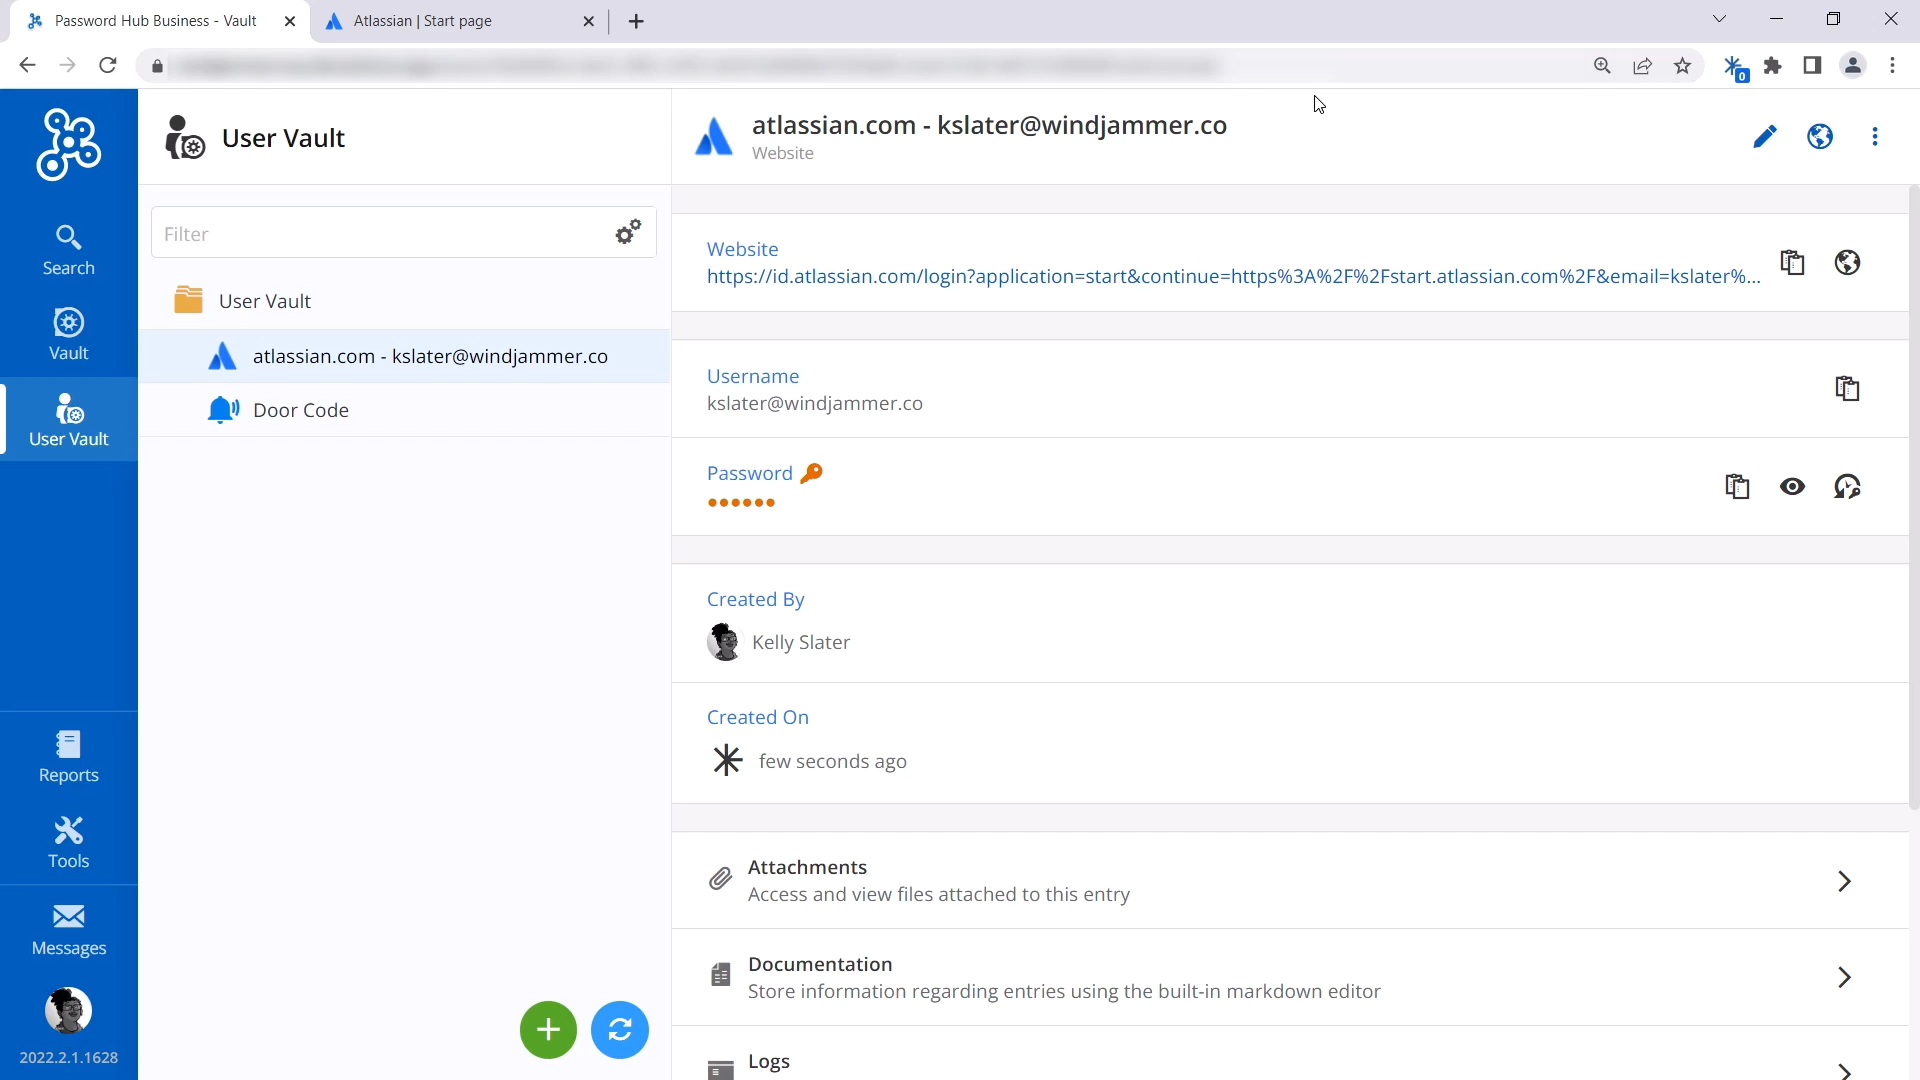 Password Hub Business - Vault
Atlassian | Start page
0
User Vault
atlassian.com - kslater@windjammer.co
Website
Filter
Search
Vault
User Vault
User Vault
atlassian.com - kslater@windjammer.co
Door Code
Website
https://id.atlassian.com/login?application=start&continue=https%3A%2F%2Fstart.atlassian.com%2F&email=kslater%...
Username
kslater@windjammer.co
Password
Created By
Kelly Slater
Created On
few seconds ago
Reports
Tools
Messages
2022.2.1.1628
Attachments
Access and view files attached to this entry
Documentation
Store information regarding entries using the built-in markdown editor
Logs